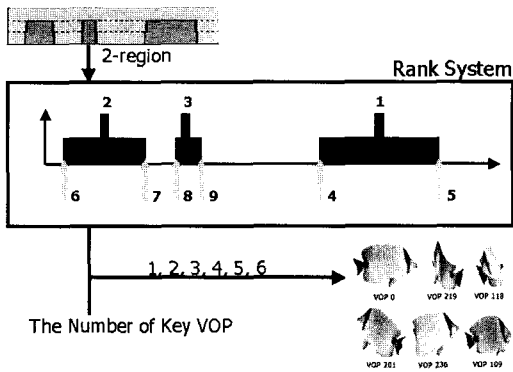 2-region
Rank System
2 3 1
6 7 8 9 4 5
1, 2, 3, 4, 5, 6
VOP 0 VOP 219 VOP 118
The Number of Key VOP
VOP 201 VOP 236 VOP 109